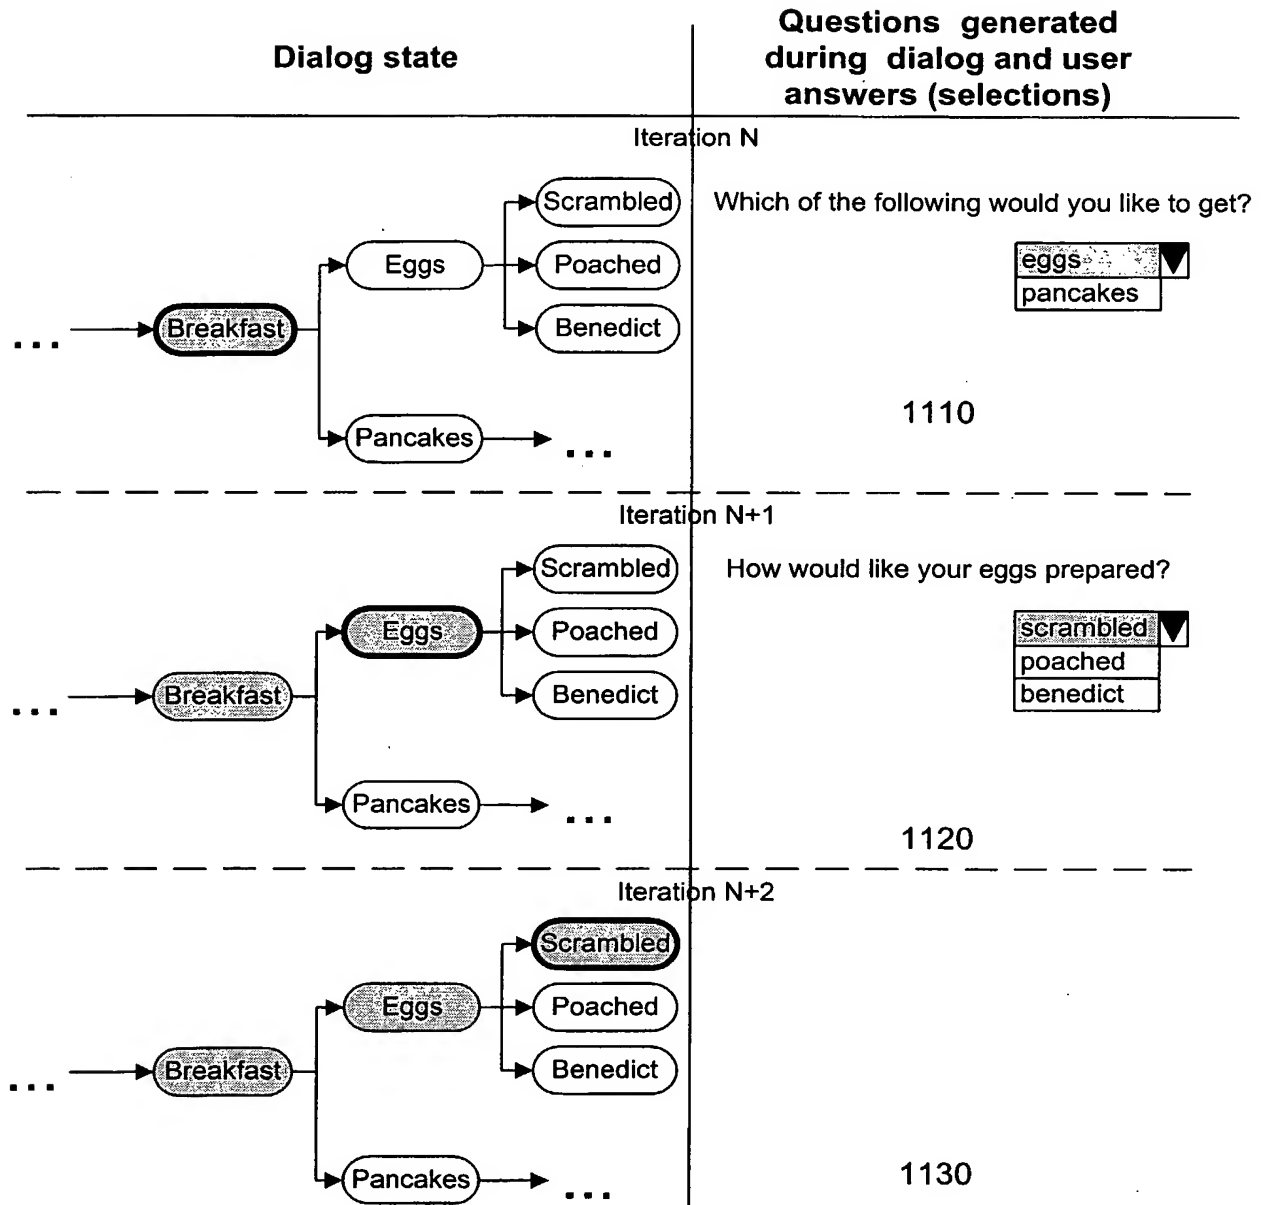 Dialog state
Questions generated
during dialog and user
answers (selections)
Iteration N
Scrambled
Which of the following would you like to get?
Eggs
Poached
eggs
pancakes
... Breakfast
Benedict
1110
Pancakes ...
Iteration N+1
Scrambled
How would like your eggs prepared?
Eggs
Poached
scrambled
poached
benedict
... Breakfast
Benedict
Pancakes ...
1120
Iteration N+2
Scrambled
Eggs
Poached
... Breakfast
Benedict
Pancakes ...
1130